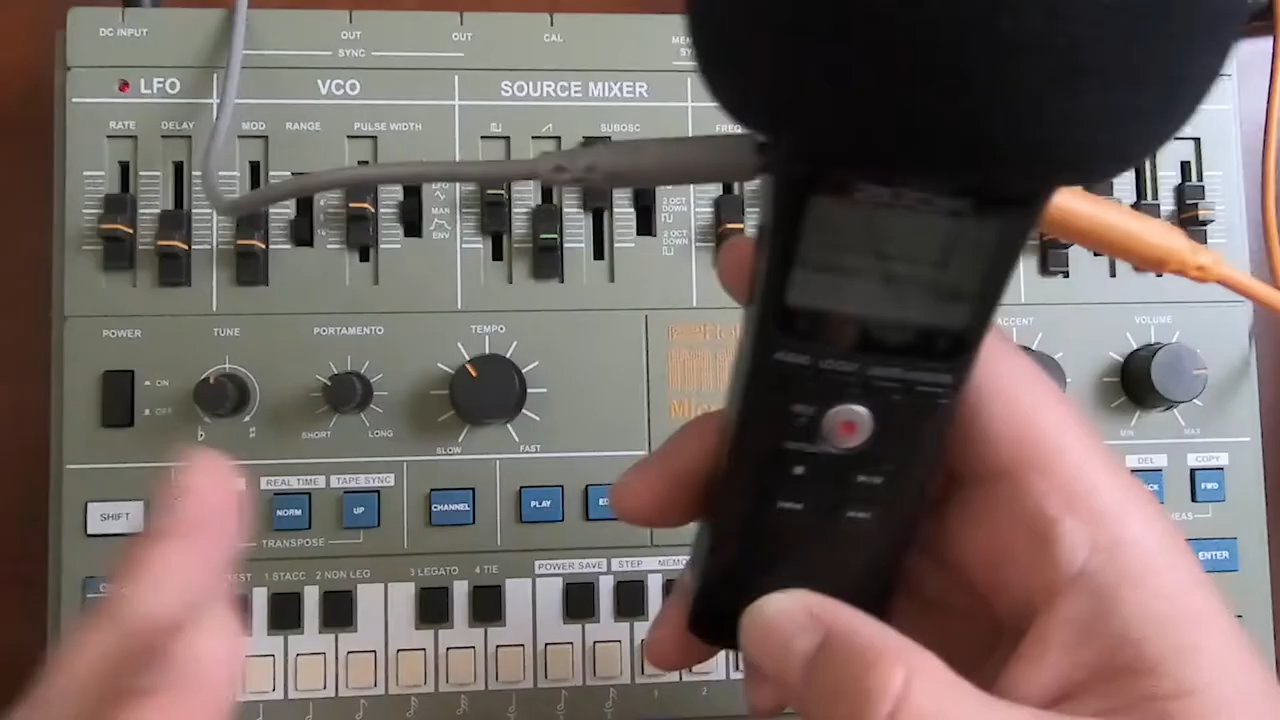 DC INPUT
OUT
OUT
CAL
SYNC
LFO
VCO
SOURCE MIXER
RATE
DELAY
MOD
RANGE
PULSE WIDTH
SUBOSC
FREQ
MAN
ENV
2 OCT
DOWN
2 OCT
DOWN
POWER
TUNE
PORTAMENTO
TEMPO
ACCENT
VOLUME
ON
OFF
SHORT
LONG
SLOW
FAST
MIN
MAX
REAL TIME
TAPE SYNC
DEL
COPY
SHIFT
NORM
UP
CHANNEL
PLAY
FWD
TRANSPOSE
ENTER
1 STACC
2 NON LEG
3 LEGATO
4 TIE
POWER SAVE
STEP
1
2